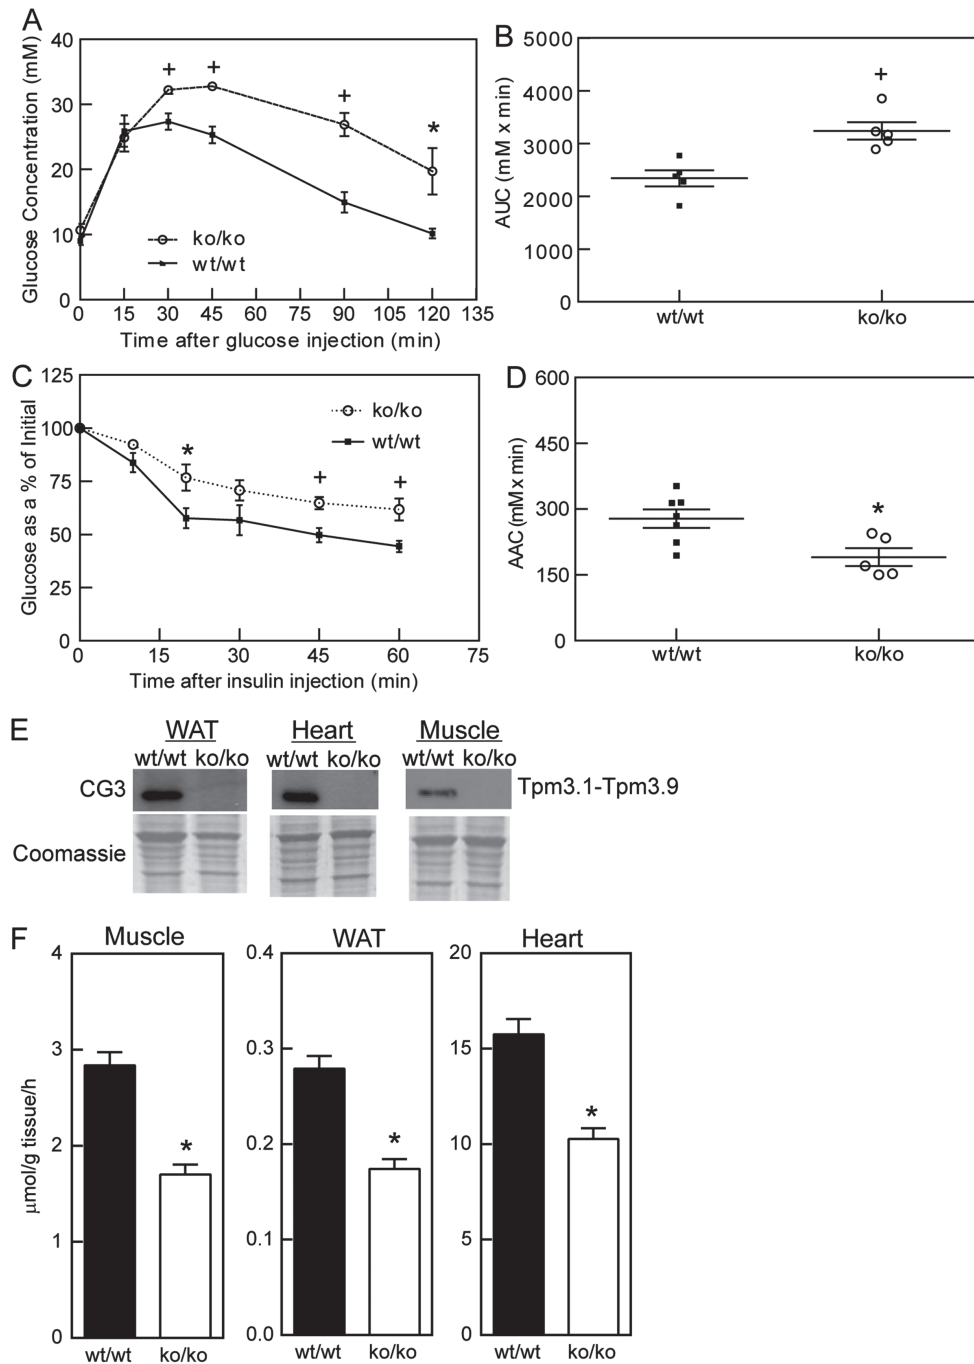 A
Glucose Concentration (mM)
40
30
20
10
0
+
+
+
*
ko/ko
wt/wt
0 15 30 45 60 75 90 105 120 135
Time after glucose injection (min)
B
AUC (mM x min)
5000
4000
3000
2000
1000
0
+
wt/wt ko/ko
C
Glucose as a % of Initial
125
100
75
50
25
0
*
+
+
ko/ko
wt/wt
0 15 30 45 60 75
Time after insulin injection (min)
D
AAC (mM x min)
600
450
300
150
0
*
wt/wt ko/ko
E
WAT Heart Muscle
wt/wt ko/ko wt/wt ko/ko wt/wt ko/ko
CG3 Tpm3.1-Tpm3.9
Coomassie
F
Muscle
µmol/g tissue/h
4
3
2
1
0
*
wt/wt ko/ko
WAT
0.4
0.3
0.2
0.1
0.0
*
wt/wt ko/ko
Heart
20
15
10
5
0
*
wt/wt ko/ko